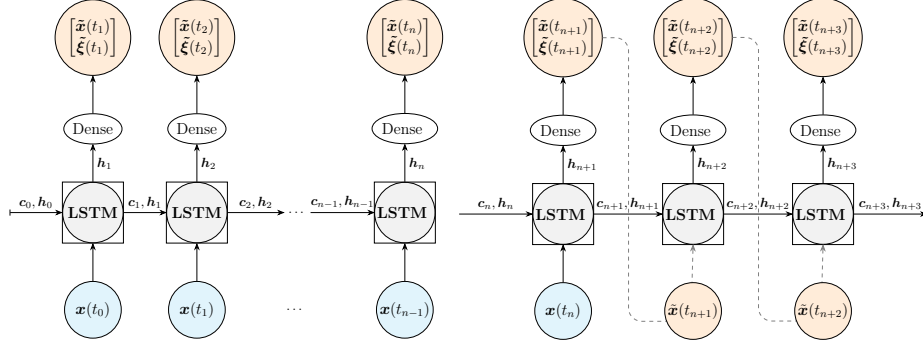 [x̃(t₁) x̃(t₂) x̃(tₙ) x̃(tₙ₊₁) x̃(tₙ₊₂) x̃(tₙ₊₃)]
[ξ̃(t₁) ξ̃(t₂) ξ̃(tₙ) ξ̃(tₙ₊₁) ξ̃(tₙ₊₂) ξ̃(tₙ₊₃)]
Dense Dense Dense Dense Dense Dense
h₁ h₂ hₙ hₙ₊₁ hₙ₊₂ hₙ₊₃
c₀, h₀ LSTM c₁, h₁ LSTM c₂, h₂ ... cₙ₋₁, hₙ₋₁ LSTM cₙ, hₙ LSTM cₙ₊₁, hₙ₊₁ LSTM cₙ₊₂, hₙ₊₂ LSTM cₙ₊₃, hₙ₊₃
x(t₀) x(t₁) ... x(tₙ₋₁) x(tₙ) x̃(tₙ₊₁) x̃(tₙ₊₂)